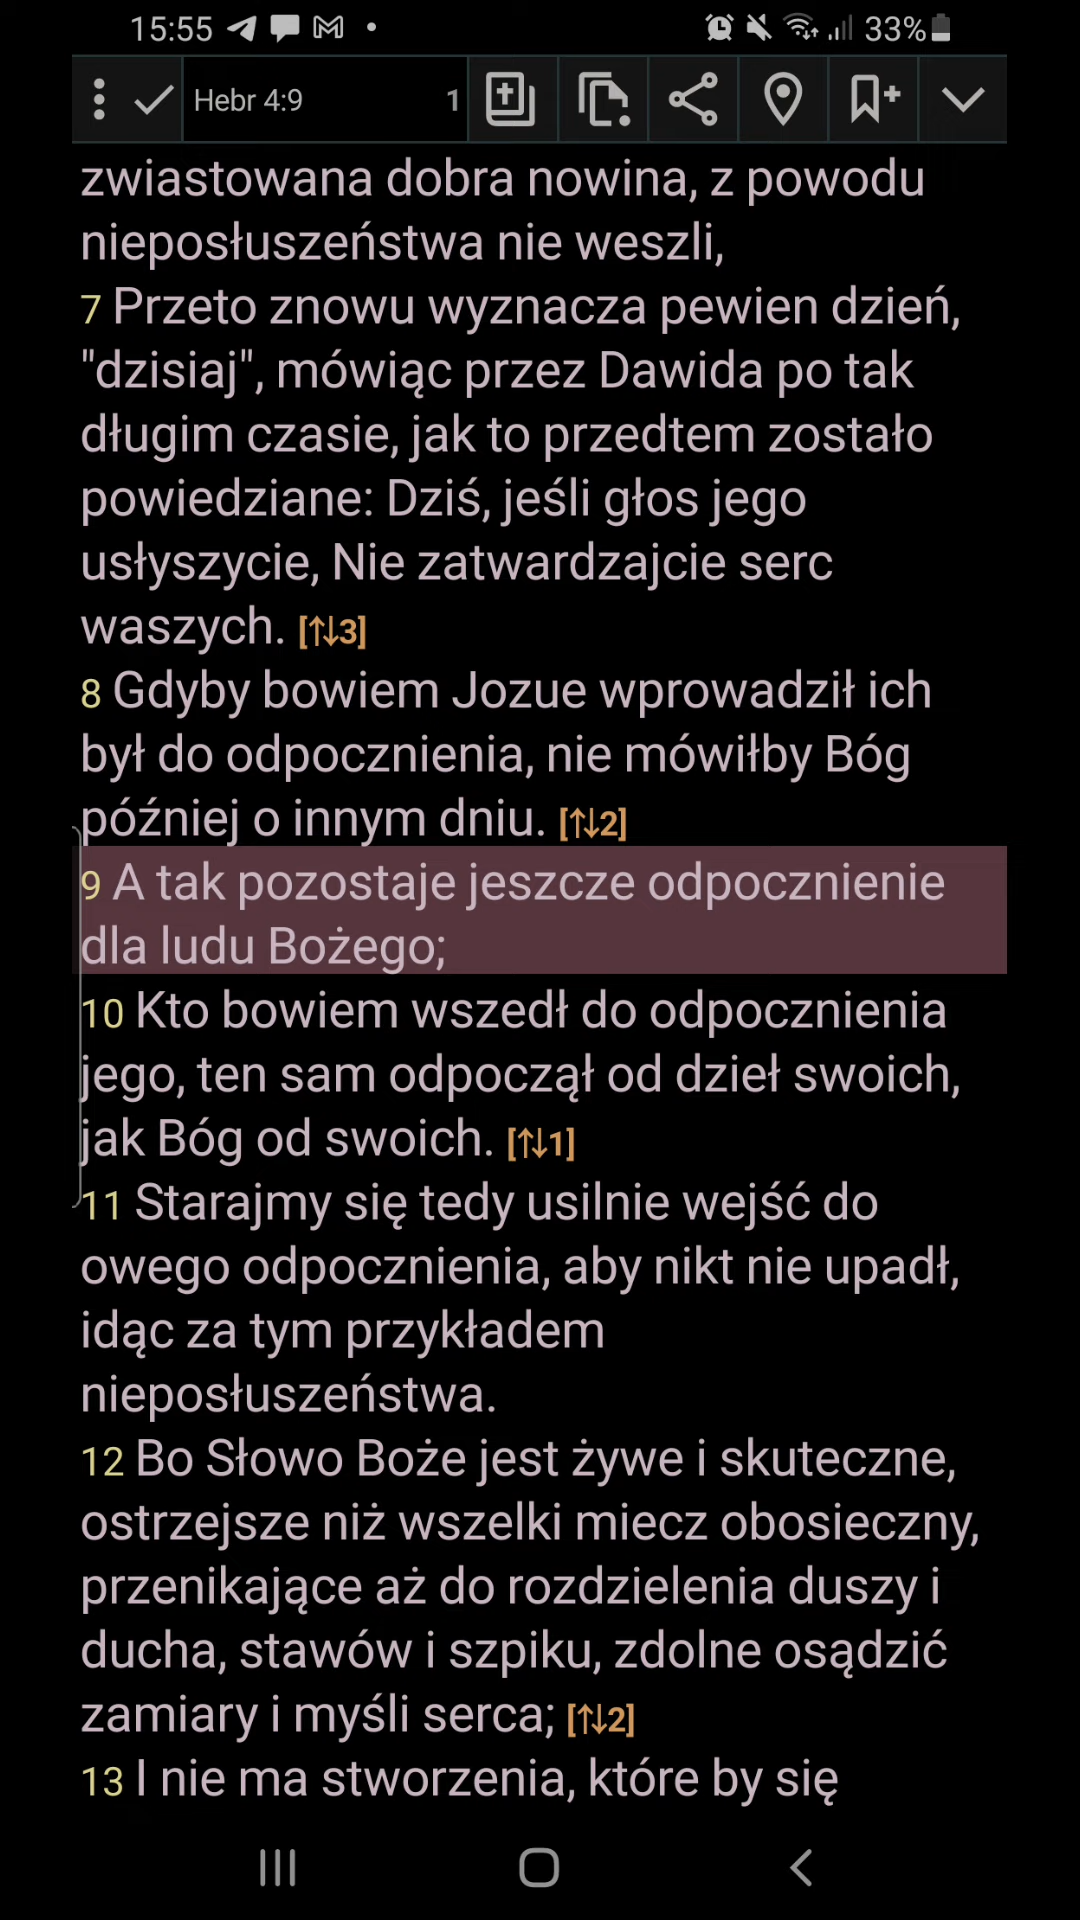 15:55 33%
Hebr 4:9 1
zwiastowana dobra nowina, z powodu
nieposłuszeństwa nie weszli,
7 Przeto znowu wyznacza pewien dzień,
"dzisiaj", mówiąc przez Dawida po tak
długim czasie, jak to przedtem zostało
powiedziane: Dziś, jeśli głos jego
usłyszycie, Nie zatwardzajcie serc
waszych. [↑↓3]
8 Gdyby bowiem Jozue wprowadził ich
był do odpocznienia, nie mówiłby Bóg
później o innym dniu. [↑↓2]
9 A tak pozostaje jeszcze odpocznienie
dla ludu Bożego;
10 Kto bowiem wszedł do odpocznienia
jego, ten sam odpoczął od dzieł swoich,
jak Bóg od swoich. [↑↓1]
11 Starajmy się tedy usilnie wejść do
owego odpocznienia, aby nikt nie upadł,
idąc za tym przykładem
nieposłuszeństwa.
12 Bo Słowo Boże jest żywe i skuteczne,
ostrzejsze niż wszelki miecz obosieczny,
przenikające aż do rozdzielenia duszy i
ducha, stawów i szpiku, zdolne osądzić
zamiary i myśli serca; [↑↓2]
13 I nie ma stworzenia, które by się